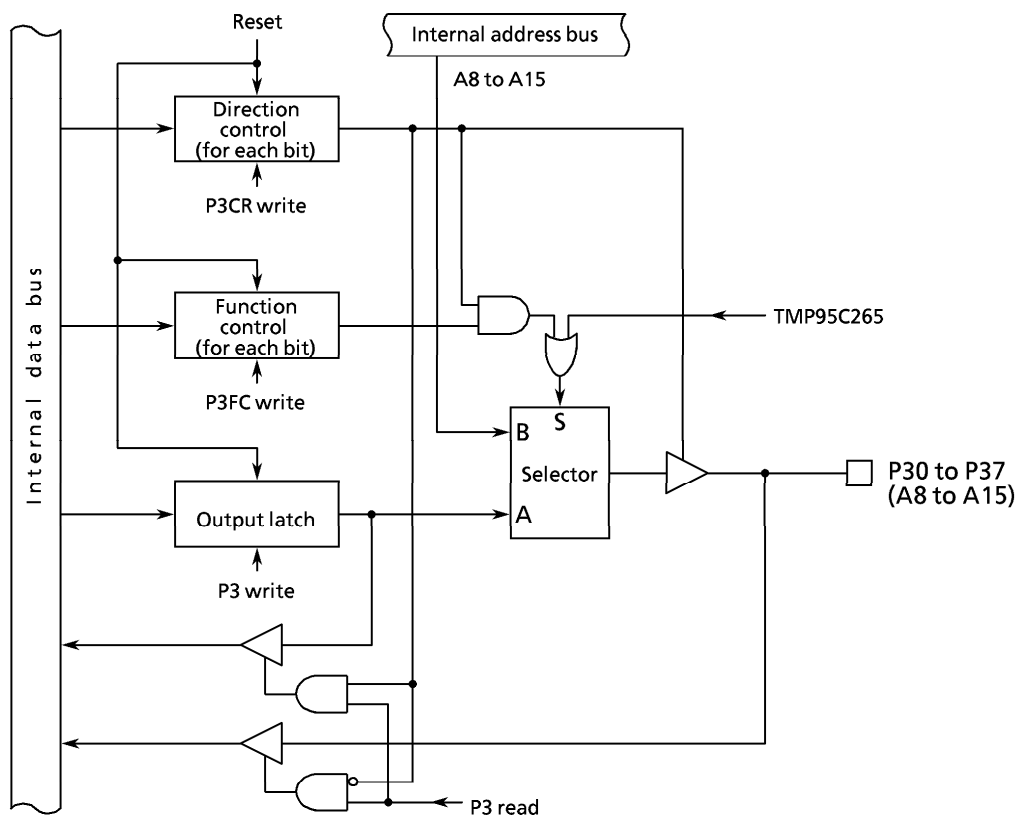 Reset
Internal address bus
A8 to A15
Direction
control
(for each bit)
P3CR write
Internal data bus
Function
control
(for each bit)
TMP95C265
P3FC write
S
B
Selector
P30 to P37
(A8 to A15)
A
Output latch
P3 write
P3 read